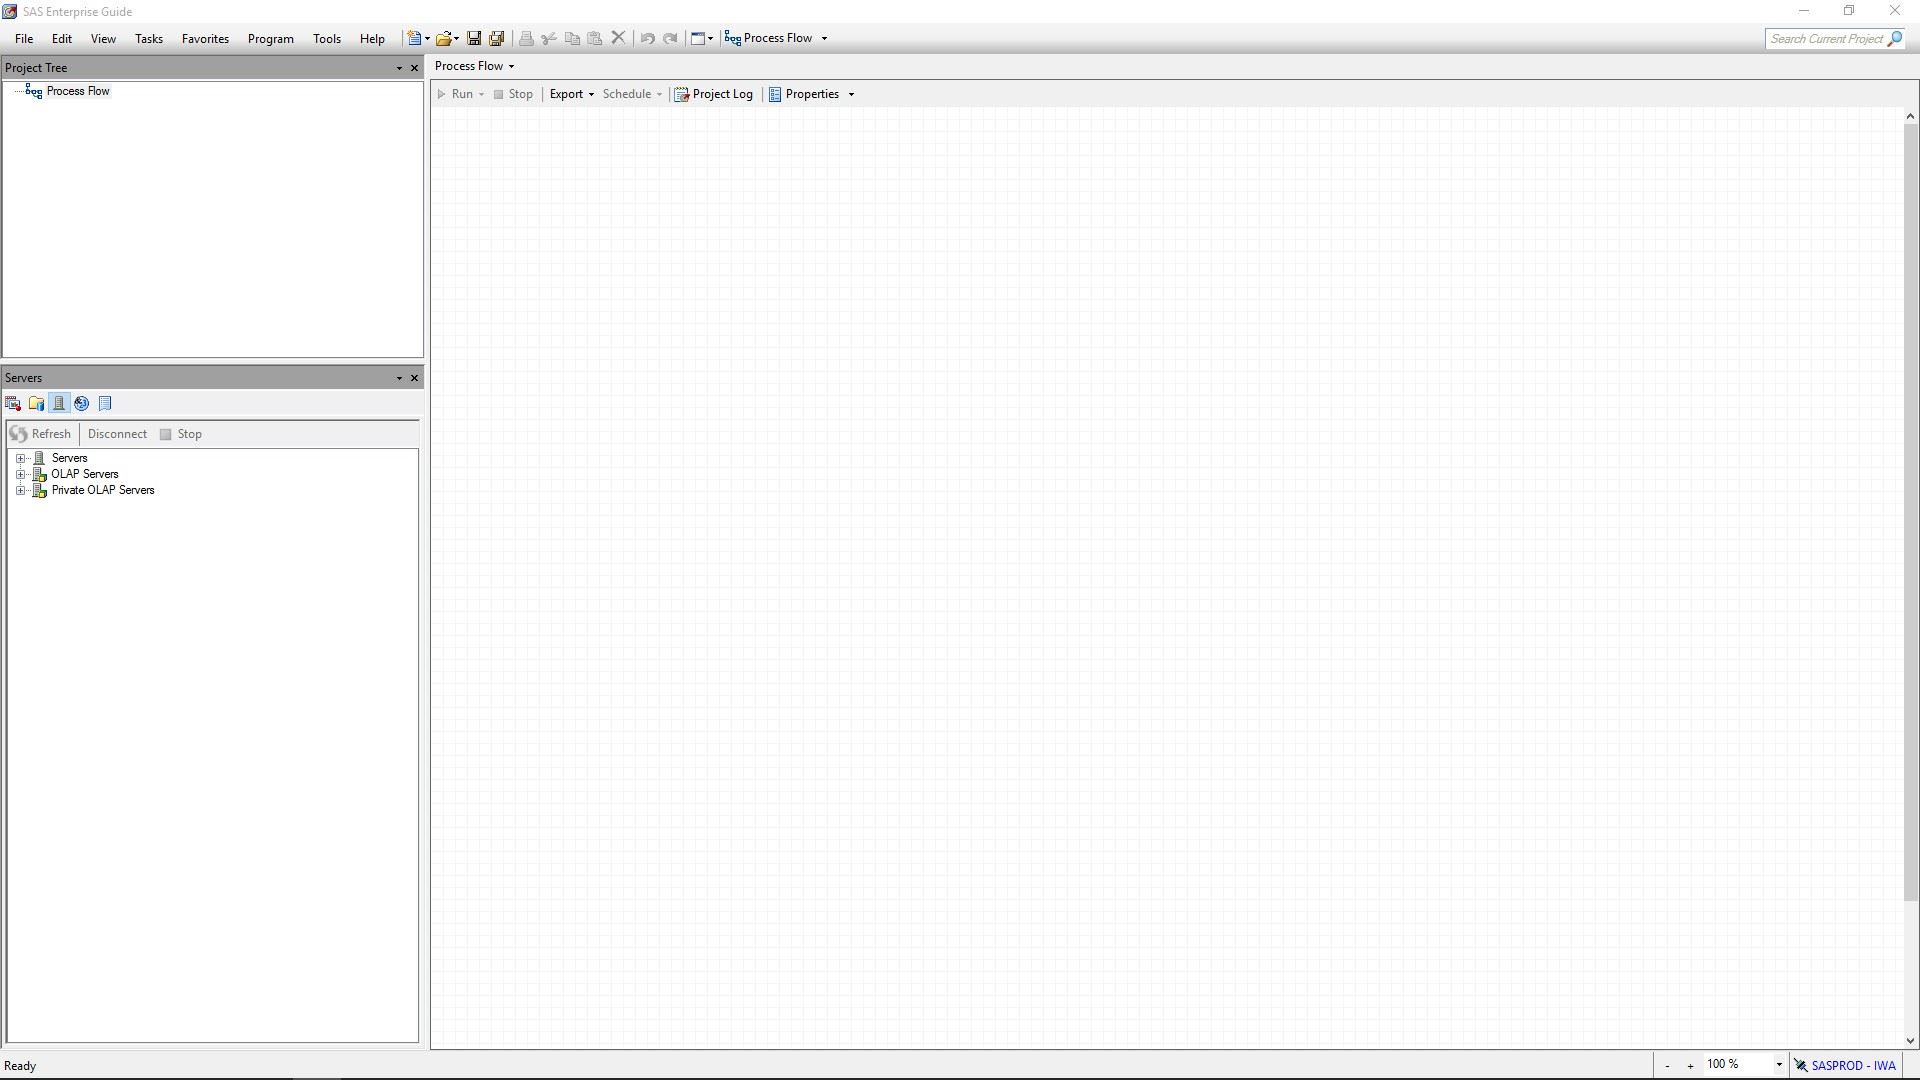 SAS Enterprise Guide
File Edit View Tasks Favorites Program Tools Help Process Flow Search Current Project
Project Tree
Process Flow
Process Flow
Run Stop Export Schedule Project Log Properties
Servers
Refresh Disconnect Stop
Servers
OLAP Servers
Private OLAP Servers
Ready - + 100 % SASPROD - IWA